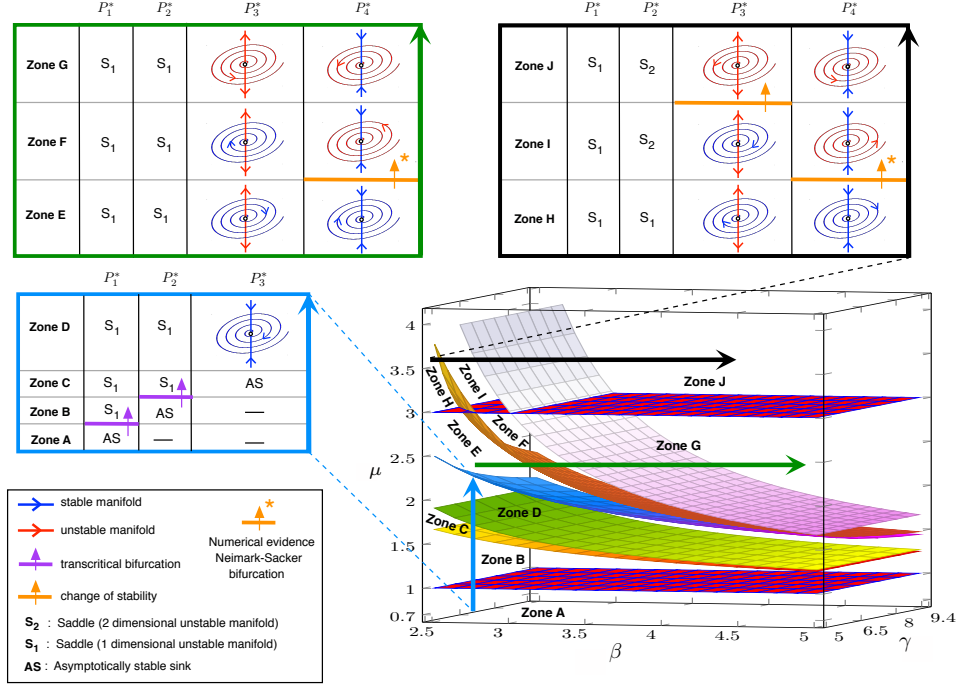 P₁* P₂* P₃* P₄*
Zone G S₁ S₁
Zone F S₁ S₁
*
Zone E S₁ S₁
P₁* P₂* P₃* P₄*
Zone J S₁ S₂
Zone I S₁ S₂
*
Zone H S₁ S₁
P₁* P₂* P₃*
Zone D S₁ S₁
Zone C S₁ S₁ AS
Zone B S₁ AS —
Zone A AS — —
stable manifold
unstable manifold
transcritical bifurcation
change of stability
*
Numerical evidence
Neimark-Sacker
bifurcation
S₂ : Saddle (2 dimensional unstable manifold)
S₁ : Saddle (1 dimensional unstable manifold)
AS : Asymptotically stable sink
μ
4
3.5
3
2.5
2
1.5
1
0.7
Zone J
Zone I
Zone H
Zone F
Zone E
Zone G
Zone D
Zone C
Zone B
Zone A
2.5 3 3.5 4 4.5 5
β
5 6.5 8 9.4
γ